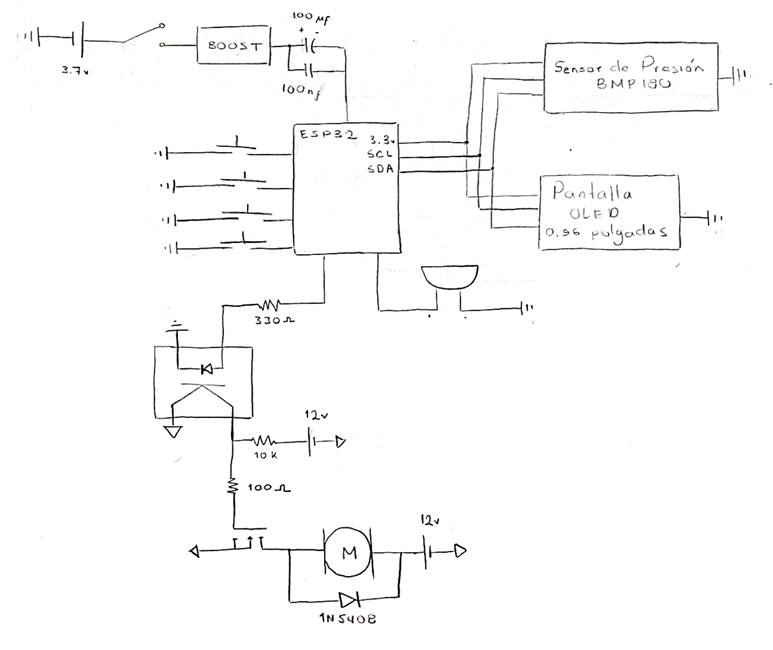 100 µf
+ -
BOOST
3.7v
100nf
Sensor de Presión
BMP180
ESP32
3.3v
SCL
SDA
Pantalla
OLED
0.96 pulgadas
330Ω
12v
10K
100Ω
12v
M
1N5408